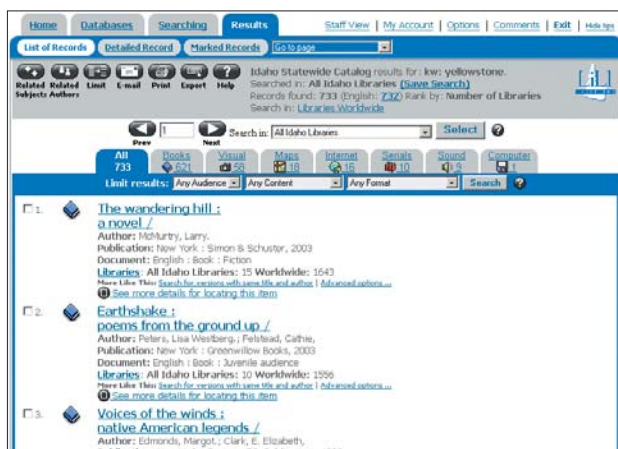 Home Databases Searching Results Staff View | My Account | Options | Comments | Exit | Hide tips
List of Records Detailed Record Marked Records Go to page
Related Subjects Related Authors Limit E-mail Print Export Help
Idaho Statewide Catalog results for: kw: yellowstone.
Searched in: All Idaho Libraries (Save Search)
Records found: 733 (English: 732) Rank by: Number of Libraries
Search in: Libraries Worldwide
LiLI
Prev 1 Next Search in: All Idaho Libraries Select
All Books Visual Maps Internet Serials Sound Computer
733 621 58 18 16 10 9 1
Limit results: Any Audience Any Content Any Format Search
1. The wandering hill :
a novel /
Author: McMurtry, Larry.
Publication: New York : Simon & Schuster, 2003
Document: English : Book : Fiction
Libraries: All Idaho Libraries: 15 Worldwide: 1643
More Like This: Search for versions with same title and author | Advanced options ...
See more details for locating this item
2. Earthshake :
poems from the ground up /
Author: Peters, Lisa Westberg.; Felstead, Cathie,
Publication: New York : Greenwillow Books, 2003
Document: English : Book : Juvenile audience
Libraries: All Idaho Libraries: 10 Worldwide: 1556
More Like This: Search for versions with same title and author | Advanced options ...
See more details for locating this item
3. Voices of the winds :
native American legends /
Author: Edmonds, Margot.; Clark, E. Elizabeth,